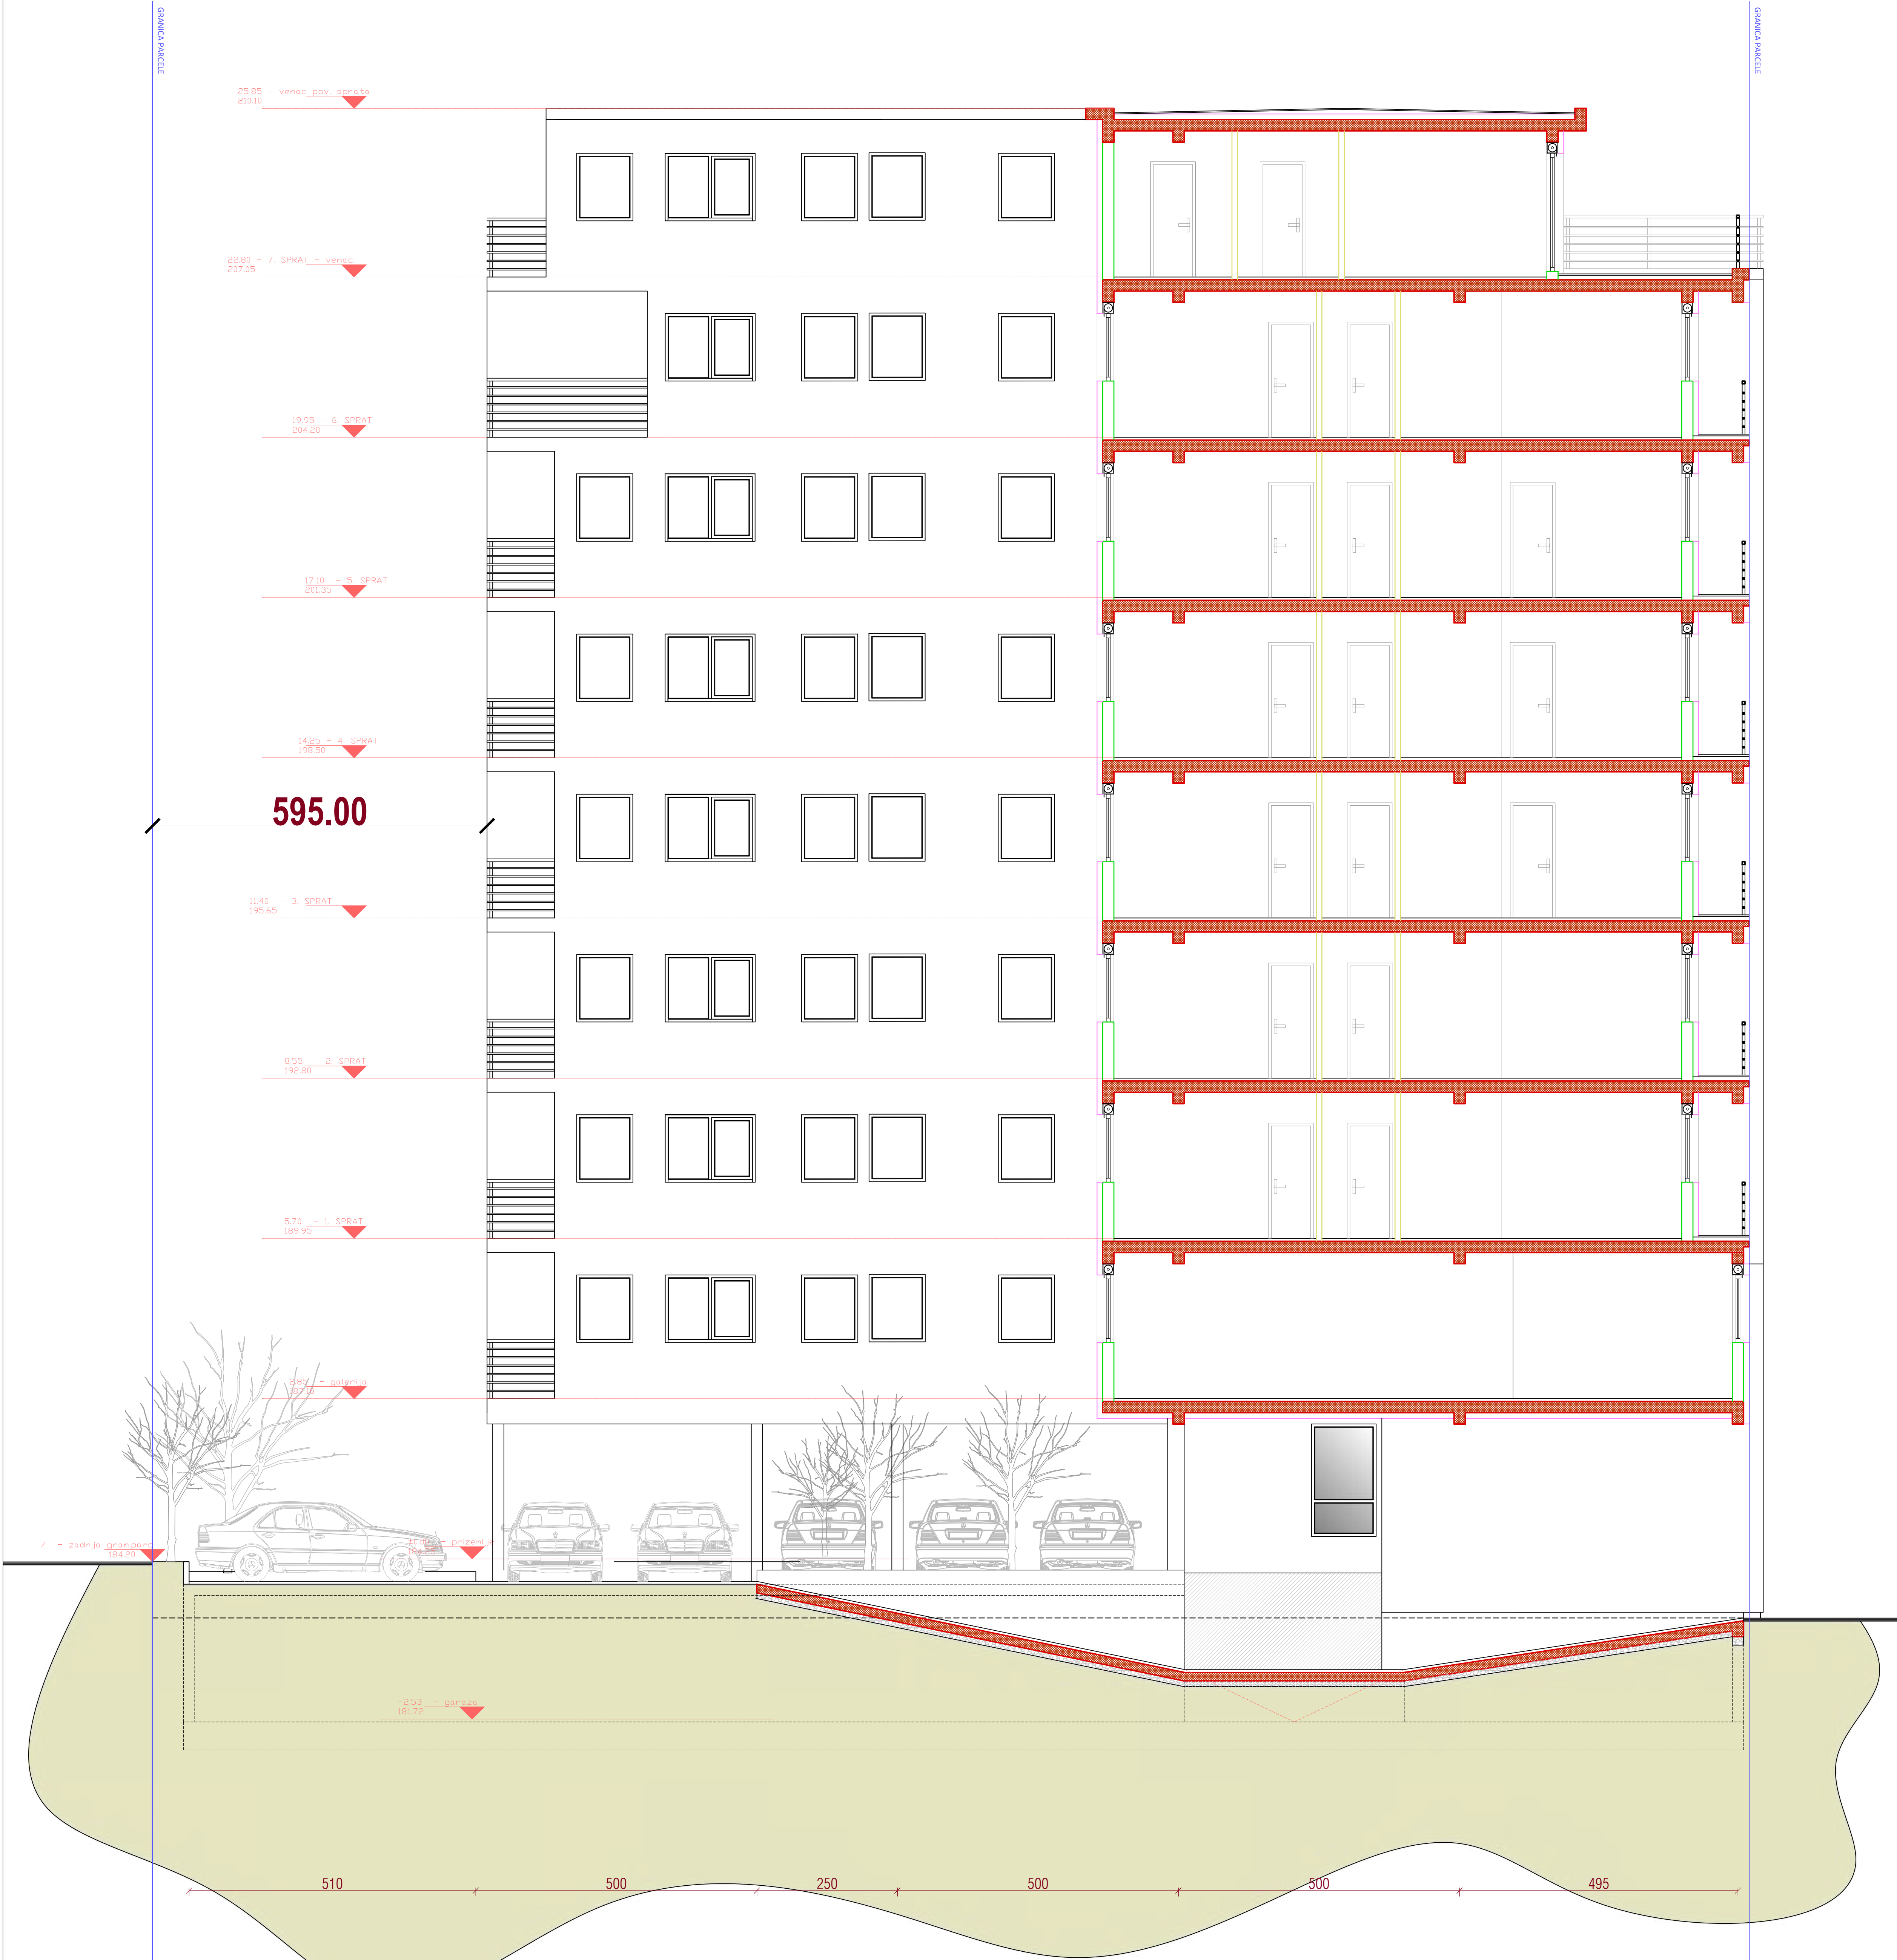 GRANICA PARCELE
GRANICA PARCELE
25.85 - venac pov. sprata
210.10
22.80 - 7. SPRAT - venac
207.05
19.95 - 6. SPRAT
204.20
17.10 - 5. SPRAT
201.35
14.25 - 4. SPRAT
198.50
595.00
11.40 - 3. SPRAT
195.65
8.55 - 2. SPRAT
192.80
5.70 - 1. SPRAT
189.95
2.85 - galerija
187.10
/ - zadnja gran.parc
184.20
- prizemlje
-2.53 - garaza
181.72
510
500
250
500
500
495